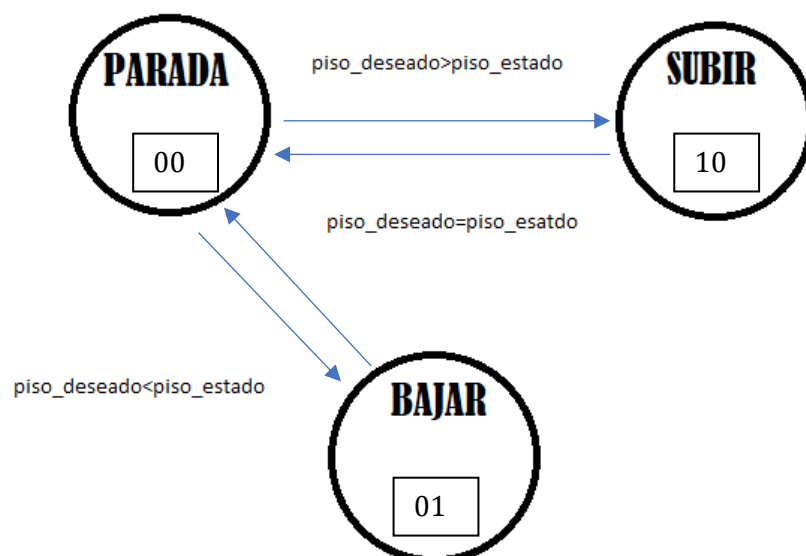 PARADA
piso_deseado>piso_estado
SUBIR
00
10
piso_deseado=piso_esatdo
piso_deseado<piso_estado
BAJAR
01